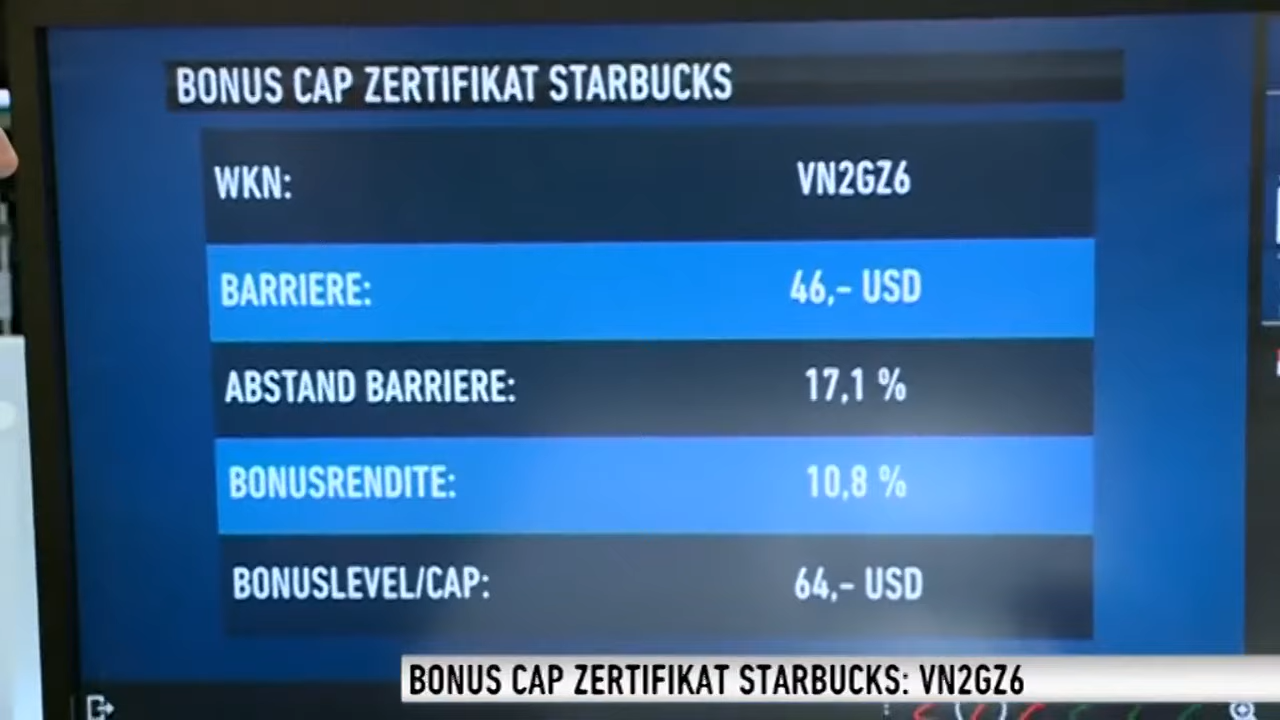 BONUS CAP ZERTIFIKAT STARBUCKS
WKN: VN2GZ6
BARRIERE: 46,- USD
ABSTAND BARRIERE: 17,1 %
BONUSRENDITE: 10,8 %
BONUSLEVEL/CAP: 64,- USD
BONUS CAP ZERTIFIKAT STARBUCKS: VN2GZ6